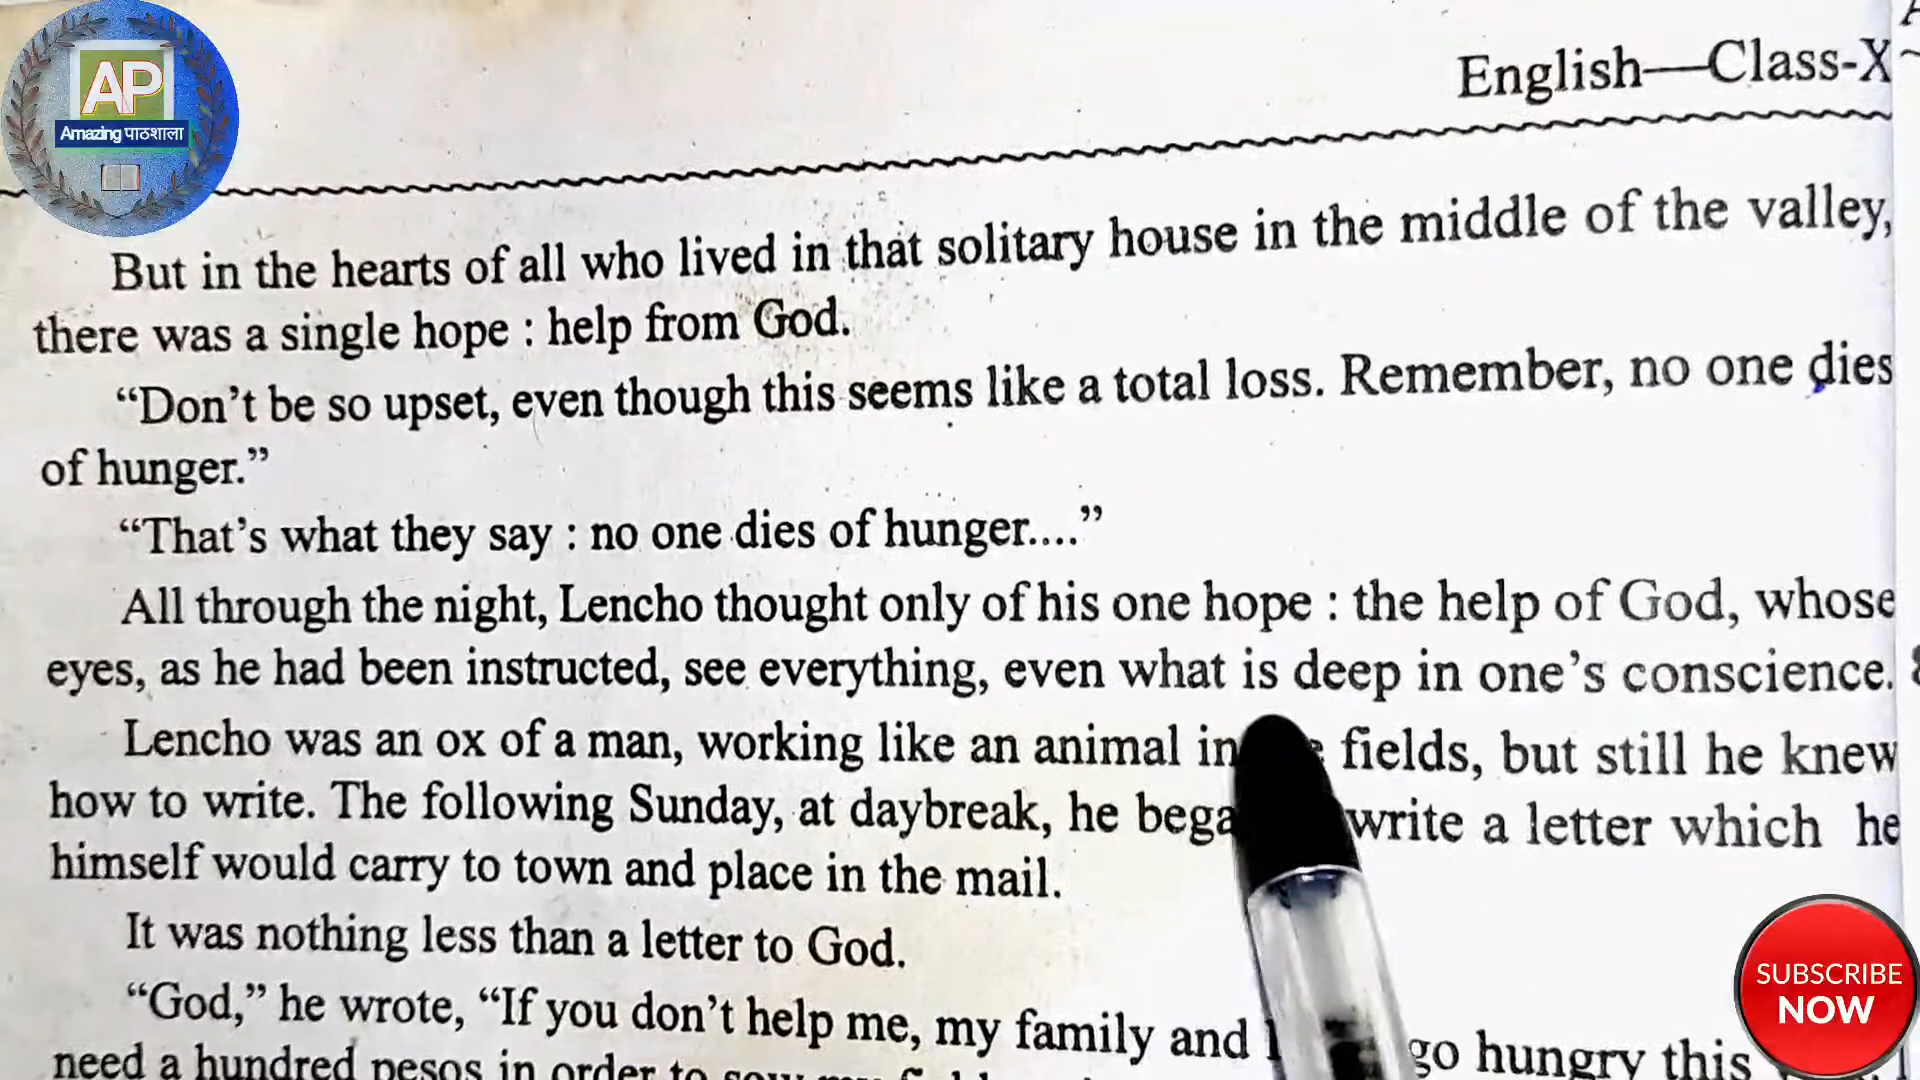 AP
Amazing पाठशाला
English—Class-X
But in the hearts of all who lived in that solitary house in the middle of the valley,
there was a single hope : help from God.
“Don’t be so upset, even though this seems like a total loss. Remember, no one dies
of hunger.”
“That’s what they say : no one dies of hunger....”
All through the night, Lencho thought only of his one hope : the help of God, whose
eyes, as he had been instructed, see everything, even what is deep in one’s conscience.
Lencho was an ox of a man, working like an animal in fields, but still he knew
how to write. The following Sunday, at daybreak, he bega write a letter which he
himself would carry to town and place in the mail.
It was nothing less than a letter to God.
“God,” he wrote, “If you don’t help me, my family and I go hungry this
need a hundred pesos in order to sow my
SUBSCRIBE
NOW